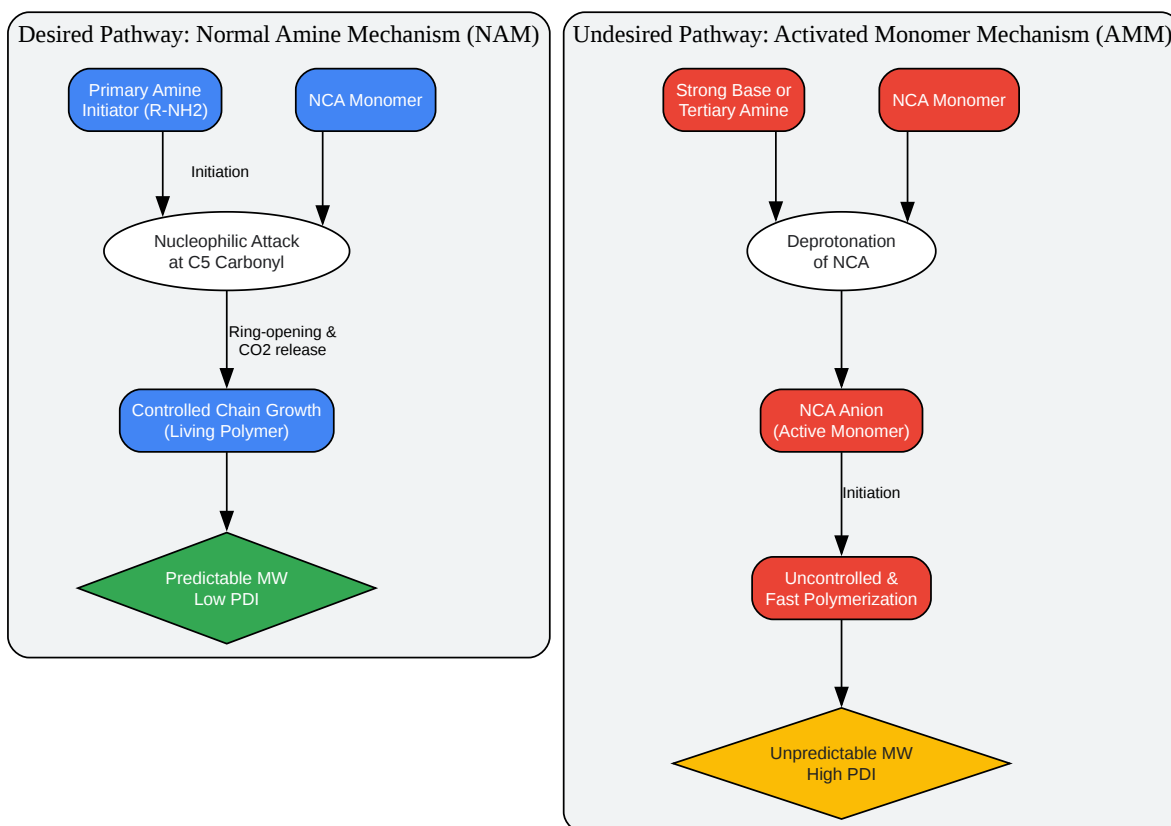 Desired Pathway: Normal Amine Mechanism (NAM)
Primary Amine
Initiator (R-NH2)
NCA Monomer
Initiation
Nucleophilic Attack
at C5 Carbonyl
Ring-opening &
CO2 release
Controlled Chain Growth
(Living Polymer)
Predictable MW
Low PDI
Undesired Pathway: Activated Monomer Mechanism (AMM)
Strong Base or
Tertiary Amine
NCA Monomer
Deprotonation
of NCA
NCA Anion
(Active Monomer)
Initiation
Uncontrolled &
Fast Polymerization
Unpredictable MW
High PDI